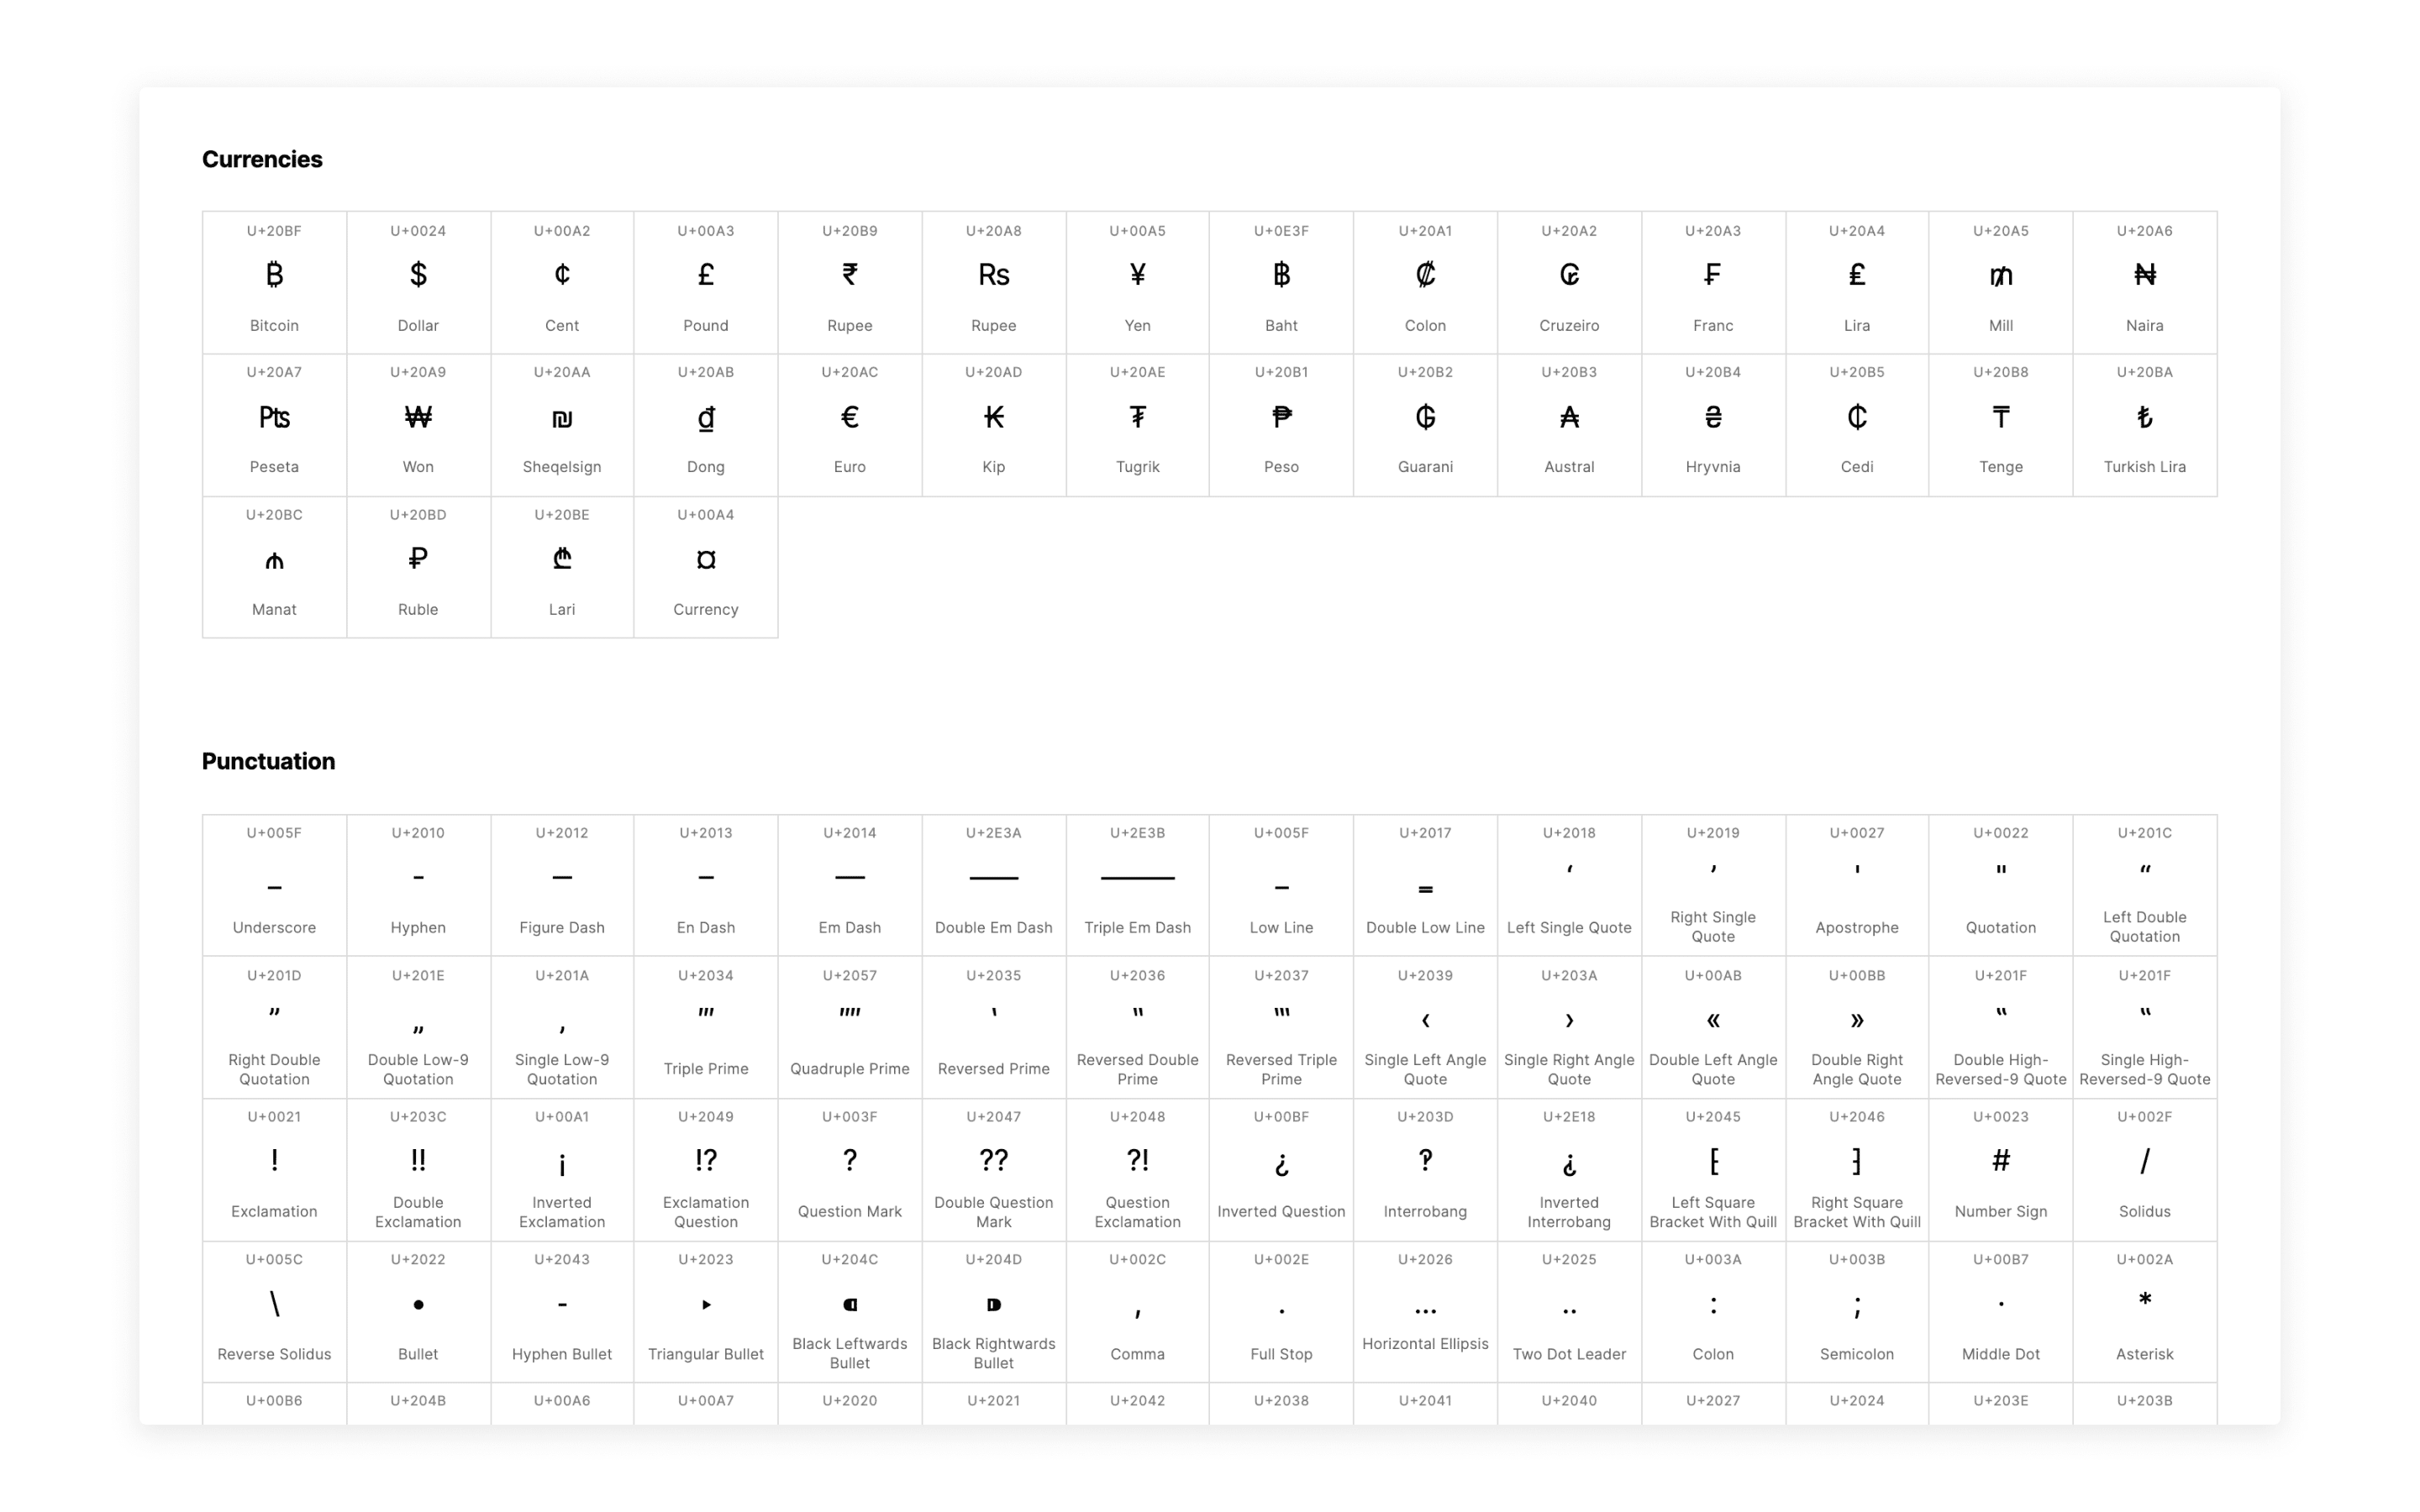 Currencies
U+20BF U+0024 U+00A2 U+00A3 U+20B9 U+20A8 U+00A5 U+0E3F U+20A1 U+20A2 U+20A3 U+20A4 U+20A5 U+20A6
₿ $ ¢ £ ₹ ₨ ¥ ฿ ₡ ₢ ₣ ₤ ₥ ₦
Bitcoin Dollar Cent Pound Rupee Rupee Yen Baht Colon Cruzeiro Franc Lira Mill Naira
U+20A7 U+20A9 U+20AA U+20AB U+20AC U+20AD U+20AE U+20B1 U+20B2 U+20B3 U+20B4 U+20B5 U+20B8 U+20BA
₧ ₩ ₪ ₫ € ₭ ₮ ₱ ₲ ₳ ₴ ₵ ₸ ₺
Peseta Won Sheqelsign Dong Euro Kip Tugrik Peso Guarani Austral Hryvnia Cedi Tenge Turkish Lira
U+20BC U+20BD U+20BE U+00A4
₼ ₽ ₾ ¤
Manat Ruble Lari Currency
Punctuation
U+005F U+2010 U+2012 U+2013 U+2014 U+2E3A U+2E3B U+005F U+2017 U+2018 U+2019 U+0027 U+0022 U+201C
_ ‐ ‒ – — ⸺ ⸻ _ ‗ ‘ ’ ' " “
Underscore Hyphen Figure Dash En Dash Em Dash Double Em Dash Triple Em Dash Low Line Double Low Line Left Single Quote Right Single Quote Apostrophe Quotation Left Double Quotation
U+201D U+201E U+201A U+2034 U+2057 U+2035 U+2036 U+2037 U+2039 U+203A U+00AB U+00BB U+201F U+201F
” „ ‚ ‴ ⁗ ‵ ‶ ‷ ‹ › « » ‟ ‟
Right Double Quotation Double Low-9 Quotation Single Low-9 Quotation Triple Prime Quadruple Prime Reversed Prime Reversed Double Prime Reversed Triple Prime Single Left Angle Quote Single Right Angle Quote Double Left Angle Quote Double Right Angle Quote Double High-Reversed-9 Quote Single High-Reversed-9 Quote
U+0021 U+203C U+00A1 U+2049 U+003F U+2047 U+2048 U+00BF U+203D U+2E18 U+2045 U+2046 U+0023 U+002F
! ‼ ¡ ⁉ ? ⁇ ⁈ ¿ ‽ ⸘ ⁅ ⁆ # /
Exclamation Double Exclamation Inverted Exclamation Exclamation Question Question Mark Double Question Mark Question Exclamation Inverted Question Interrobang Inverted Interrobang Left Square Bracket With Quill Right Square Bracket With Quill Number Sign Solidus
U+005C U+2022 U+2043 U+2023 U+204C U+204D U+002C U+002E U+2026 U+2025 U+003A U+003B U+00B7 U+002A
\ • ⁃ ‣ ⁌ ⁍ , . … ‥ : ; · *
Reverse Solidus Bullet Hyphen Bullet Triangular Bullet Black Leftwards Bullet Black Rightwards Bullet Comma Full Stop Horizontal Ellipsis Two Dot Leader Colon Semicolon Middle Dot Asterisk
U+00B6 U+204B U+00A6 U+00A7 U+2020 U+2021 U+2042 U+2038 U+2041 U+2040 U+2027 U+2024 U+203E U+203B